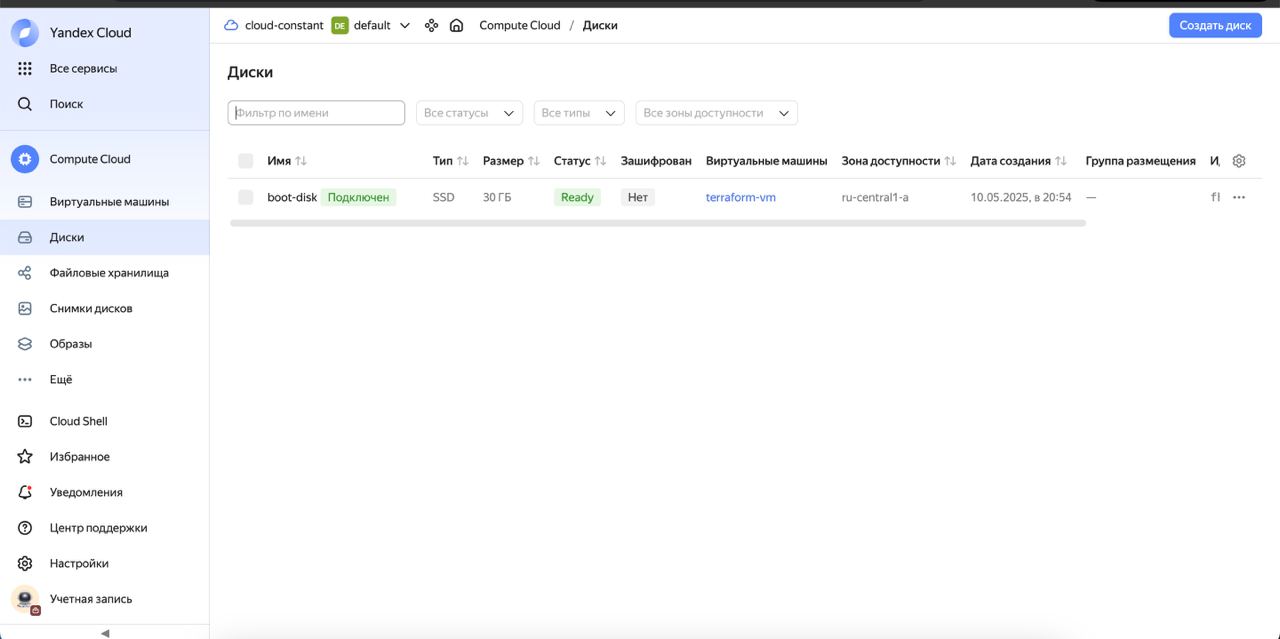 Yandex Cloud
Все сервисы
Поиск
Compute Cloud
Виртуальные машины
Диски
Файловые хранилища
Снимки дисков
Образы
Ещё
Cloud Shell
Избранное
Уведомления
Центр поддержки
Настройки
Учетная запись
cloud-constant DE default Compute Cloud / Диски Создать диск
Диски
Фильтр по имени Все статусы Все типы Все зоны доступности
Имя Тип Размер Статус Зашифрован Виртуальные машины Зона доступности Дата создания Группа размещения
boot-disk Подключен SSD 30 ГБ Ready Нет terraform-vm ru-central1-a 10.05.2025, в 20:54 —